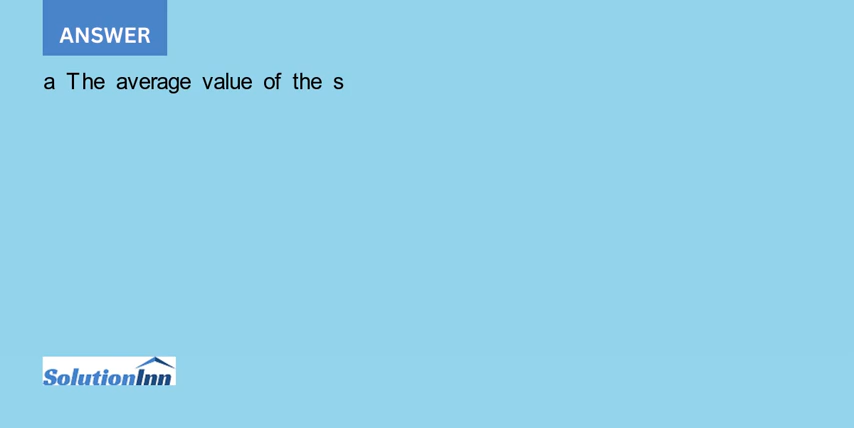 ANSWER
a The average value of the s
SolutionInn